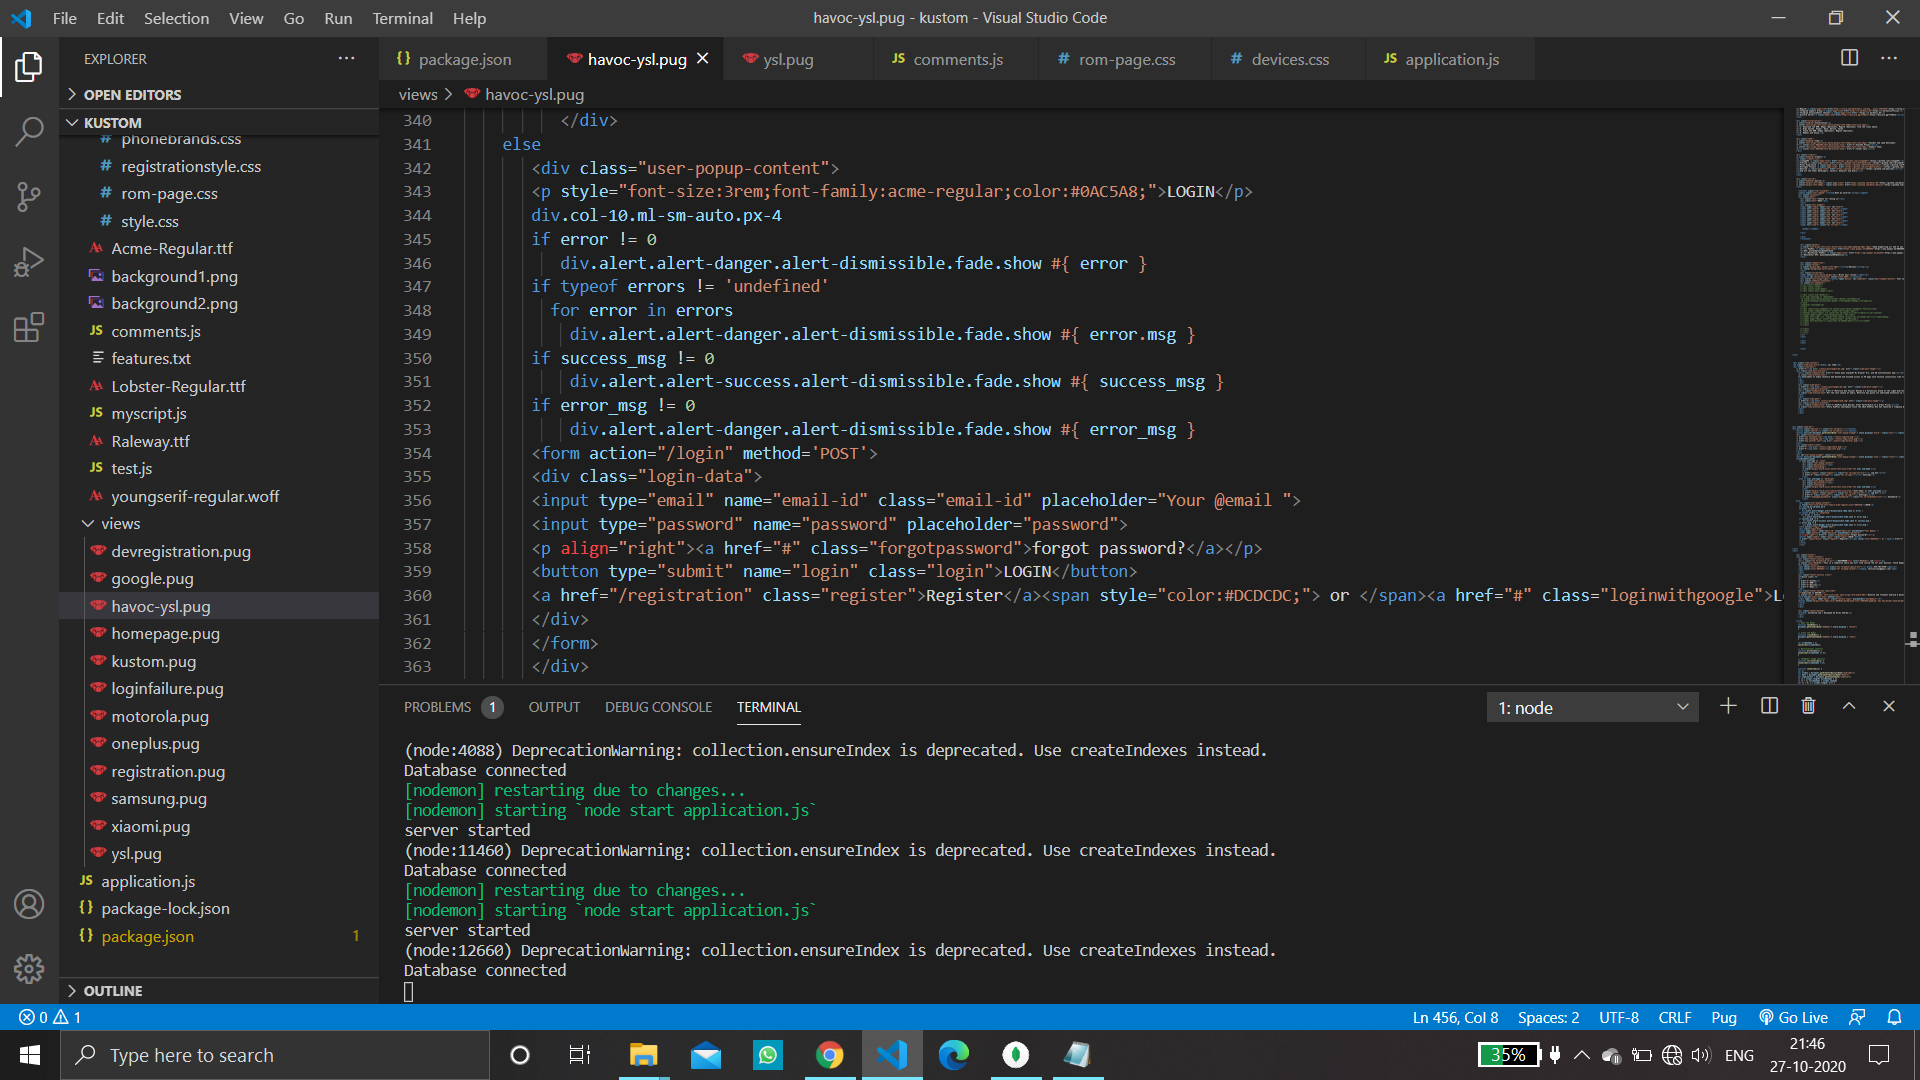 File Edit Selection View Go Run Terminal Help
havoc-ysl.pug - kustom - Visual Studio Code
EXPLORER
OPEN EDITORS
KUSTOM
# phonebrands.css
# registrationstyle.css
# rom-page.css
# style.css
Acme-Regular.ttf
background1.png
background2.png
JS comments.js
features.txt
Lobster-Regular.ttf
JS myscript.js
Raleway.ttf
JS test.js
youngserif-regular.woff
views
devregistration.pug
google.pug
havoc-ysl.pug
homepage.pug
kustom.pug
loginfailure.pug
motorola.pug
oneplus.pug
registration.pug
samsung.pug
xiaomi.pug
ysl.pug
JS application.js
{} package-lock.json
{} package.json 1
OUTLINE
{} package.json
havoc-ysl.pug
ysl.pug
JS comments.js
# rom-page.css
# devices.css
JS application.js
views > havoc-ysl.pug
340 </div>
341 else
342 <div class="user-popup-content">
343 <p style="font-size:3rem;font-family:acme-regular;color:#0AC5A8;">LOGIN</p>
344 div.col-10.ml-sm-auto.px-4
345 if error != 0
346 div.alert.alert-danger.alert-dismissible.fade.show #{ error }
347 if typeof errors != 'undefined'
348 for error in errors
349 div.alert.alert-danger.alert-dismissible.fade.show #{ error.msg }
350 if success_msg != 0
351 div.alert.alert-success.alert-dismissible.fade.show #{ success_msg }
352 if error_msg != 0
353 div.alert.alert-danger.alert-dismissible.fade.show #{ error_msg }
354 <form action="/login" method='POST'>
355 <div class="login-data">
356 <input type="email" name="email-id" class="email-id" placeholder="Your @email ">
357 <input type="password" name="password" placeholder="password">
358 <p align="right"><a href="#" class="forgotpassword">forgot password?</a></p>
359 <button type="submit" name="login" class="login">LOGIN</button>
360 <a href="/registration" class="register">Register</a><span style="color:#DCDCDC;"> or </span><a href="#" class="loginwithgoogle">L
361 </div>
362 </form>
363 </div>
PROBLEMS 1 OUTPUT DEBUG CONSOLE TERMINAL
1: node
(node:4088) DeprecationWarning: collection.ensureIndex is deprecated. Use createIndexes instead.
Database connected
[nodemon] restarting due to changes...
[nodemon] starting `node start application.js`
server started
(node:11460) DeprecationWarning: collection.ensureIndex is deprecated. Use createIndexes instead.
Database connected
[nodemon] restarting due to changes...
[nodemon] starting `node start application.js`
server started
(node:12660) DeprecationWarning: collection.ensureIndex is deprecated. Use createIndexes instead.
Database connected
0 1
Ln 456, Col 8 Spaces: 2 UTF-8 CRLF Pug Go Live
Type here to search
35%
ENG
21:46
27-10-2020